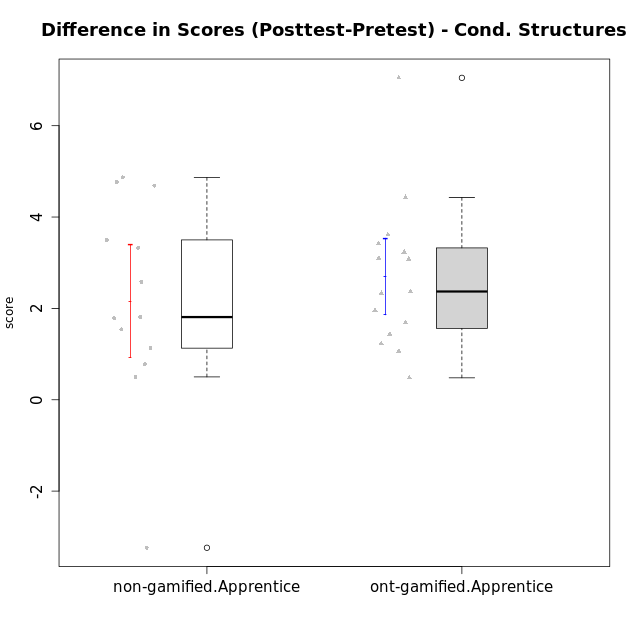 Difference in Scores (Posttest-Pretest) - Cond. Structures
score
6
4
2
0
-2
non-gamified.Apprentice
ont-gamified.Apprentice